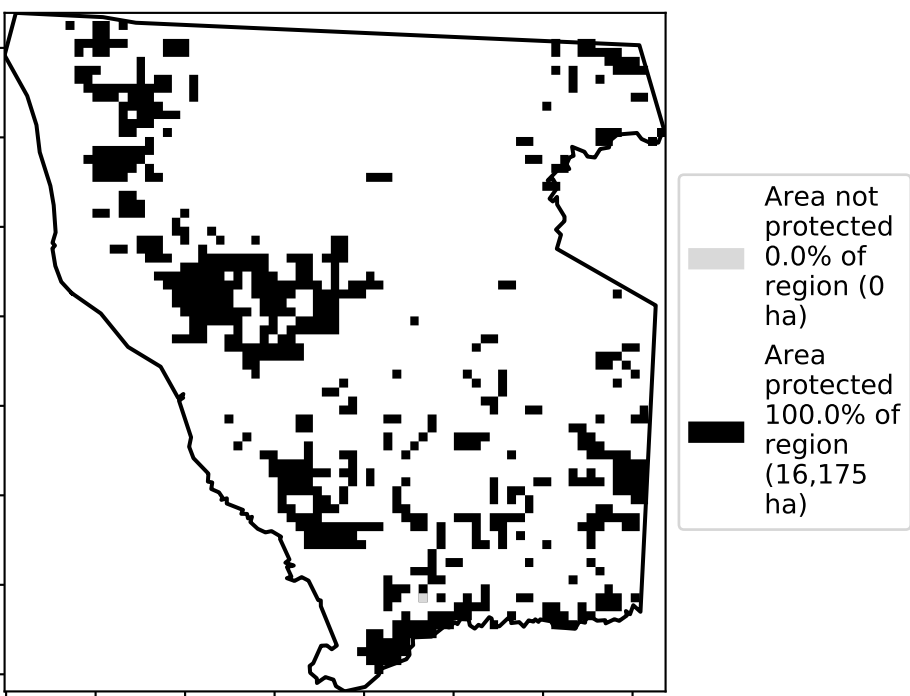 Area not
protected
0.0% of
region (0
ha)
Area
protected
100.0% of
region
(16,175
ha)